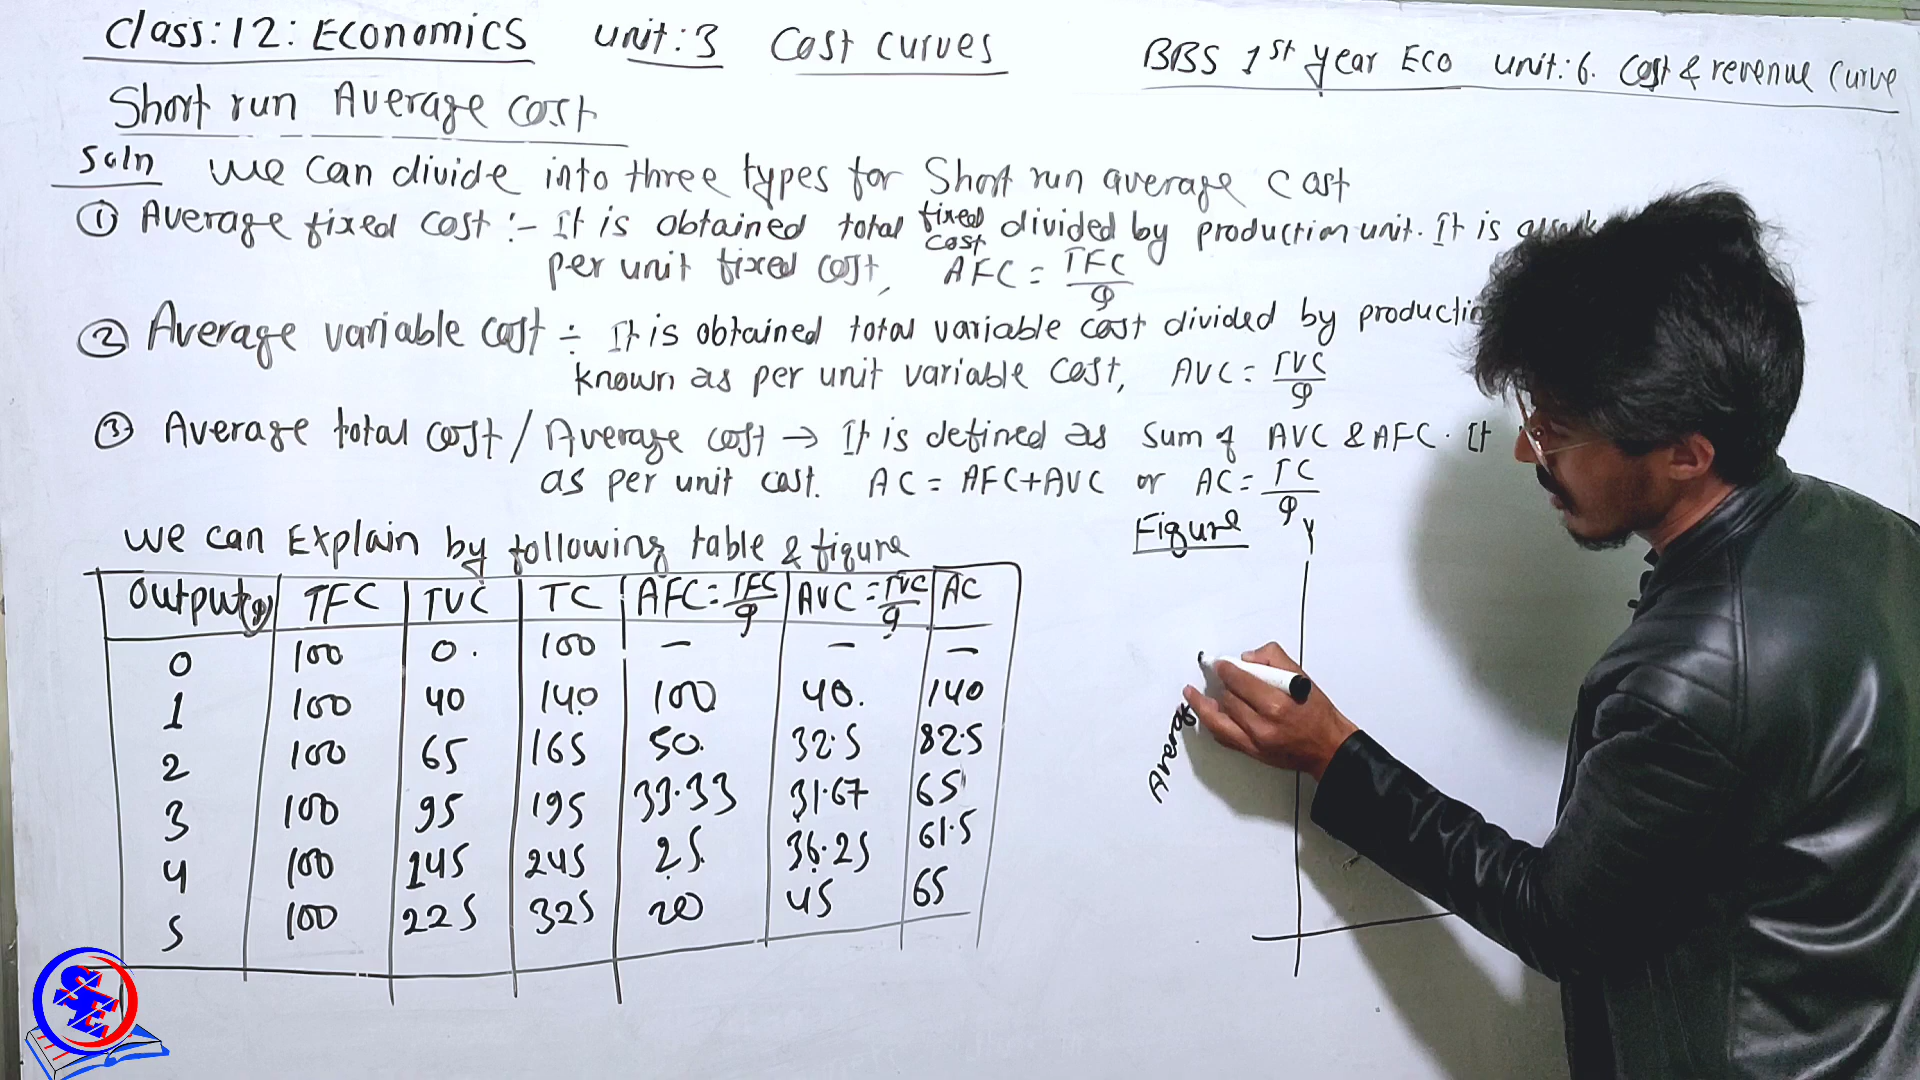 Class:12: Economics unit:3 Cost curves
BBS 1st year Eco unit:6. Cost & revenue curve
Short run Average cost
Soln we can divide into three types for Short run average cost
① Average fixed cost :- It is obtained total fixed cost divided by production unit. It is
per unit fixed cost, AFC = TFC/Q
② Average variable cost :- It is obtained total variable cost divided by
known as per unit variable cost, AVC = TVC/Q
③ Average total cost / Average cost → It is defined as sum of AVC & AFC. It
as per unit cost. AC = AFC+AVC or AC = TC/Q
we can Explain by following table & figure
Output(Q) TFC TVC TC AFC=TFC/Q AVC=TVC/Q AC
0 100 0. 100 — — —
1 100 40 140 100 40. 140
2 100 65 165 50. 32.5 82.5
3 100 95 195 33.33 31.67 65
4 100 145 245 25. 36.25 61.5
5 100 225 325 20 45 65
Figure
Y